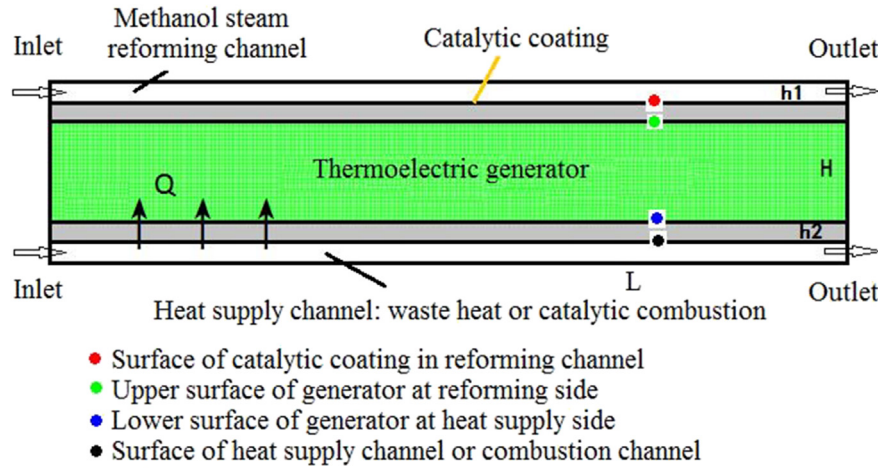 Methanol steam
reforming channel
Catalytic coating
Inlet
Outlet
h1
Thermoelectric generator
H
Q
h2
Inlet
L
Outlet
Heat supply channel: waste heat or catalytic combustion
Surface of catalytic coating in reforming channel
Upper surface of generator at reforming side
Lower surface of generator at heat supply side
Surface of heat supply channel or combustion channel